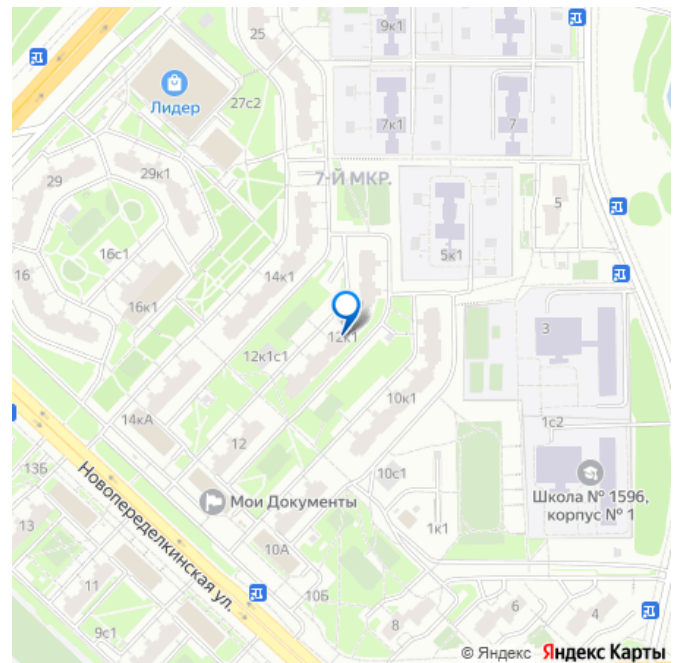 25
9к1
Лидер
27с2
7к1
7
29к1
7-Й МКР.
29
5
16с1
14к1
5к1
16
16к1
3
12к1
12к1с1
10к1
14кА
1с2
12
13Б
10с1
Школа № 1596,
корпус № 1
Мои Документы
Новопеределкинская ул.
1к1
13
10А
11
10Б
6
4
8
9с1
© Яндекс Яндекс Карты